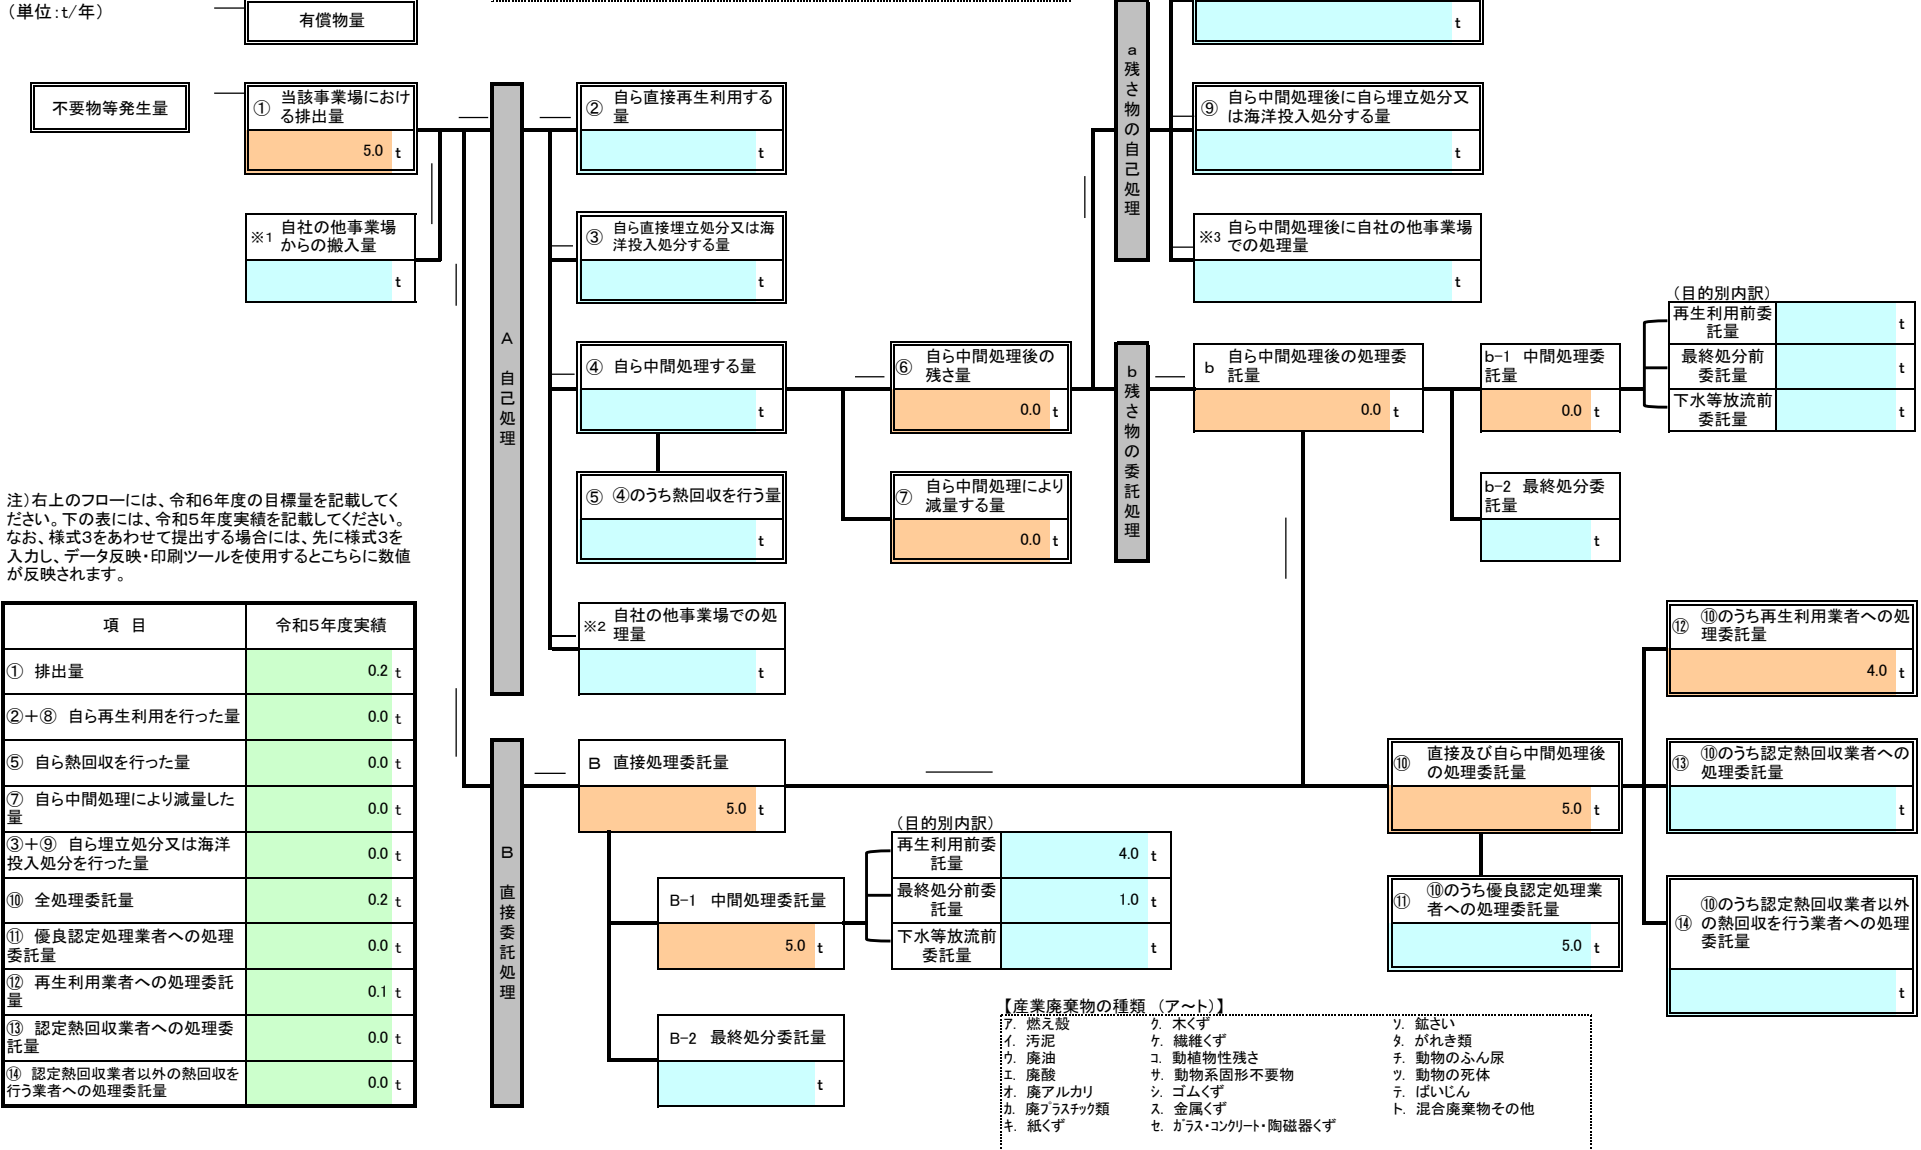 (単位:t/年)
有償物量
t
不要物等発生量
① 当該事業場におけ
る排出量
5.0 t
※1 自社の他事業場
からの搬入量
t
A 自己処理
② 自ら直接再生利用する
量
t
③ 自ら直接埋立処分又は海
洋投入処分する量
t
④ 自ら中間処理する量
t
⑤ ④のうち熱回収を行う量
t
※2 自社の他事業場での処
理量
t
⑥ 自ら中間処理後の
残さ量
0.0 t
⑦ 自ら中間処理により
減量する量
0.0 t
a残さ物の自己処理
⑨ 自ら中間処理後に自ら埋立処分又
は海洋投入処分する量
t
※3 自ら中間処理後に自社の他事業場
での処理量
t
b残さ物の委託処理
b 自ら中間処理後の処理委
託量
0.0 t
b-1 中間処理委
託量
0.0 t
(目的別内訳)
再生利用前委
託量
t
最終処分前
委託量
t
下水等放流前
委託量
t
b-2 最終処分委
託量
t
注)右上のフローには、令和6年度の目標量を記載してく
ださい。下の表には、令和5年度実績を記載してください。
なお、様式3をあわせて提出する場合には、先に様式3を
入力し、データ反映・印刷ツールを使用するとこちらに数値
が反映されます。
項 目 令和5年度実績
① 排出量 0.2 t
②+⑧ 自ら再生利用を行った量 0.0 t
⑤ 自ら熱回収を行った量 0.0 t
⑦ 自ら中間処理により減量した
量 0.0 t
③+⑨ 自ら埋立処分又は海洋
投入処分を行った量 0.0 t
⑩ 全処理委託量 0.2 t
⑪ 優良認定処理業者への処理
委託量 0.0 t
⑫ 再生利用業者への処理委託
量 0.1 t
⑬ 認定熱回収業者への処理委
託量 0.0 t
⑭ 認定熱回収業者以外の熱回収を
行う業者への処理委託量 0.0 t
B 直接委託処理
B 直接処理委託量
5.0 t
B-1 中間処理委託量
5.0 t
B-2 最終処分委託量
t
(目的別内訳)
再生利用前委
託量
4.0 t
最終処分前委
託量
1.0 t
下水等放流前
委託量
t
⑩ 直接及び自ら中間処理後
の処理委託量
5.0 t
⑪ ⑩のうち優良認定処理業
者への処理委託量
5.0 t
⑫ ⑩のうち再生利用業者への処
理委託量
4.0 t
⑬ ⑩のうち認定熱回収業者への
処理委託量
t
⑭ ⑩のうち認定熱回収業者以外
の熱回収を行う業者への処理
委託量
t
【産業廃棄物の種類 (ア~ト)】
ア. 燃え殻 ク. 木くず ソ. 鉱さい
イ. 汚泥 ケ. 繊維くず タ. がれき類
ウ. 廃油 コ. 動植物性残さ チ. 動物のふん尿
エ. 廃酸 サ. 動物系固形不要物 ツ. 動物の死体
オ. 廃アルカリ シ. ゴムくず テ. ばいじん
カ. 廃プラスチック類 ス. 金属くず ト. 混合廃棄物その他
キ. 紙くず セ. ガラス・コンクリート・陶磁器くず